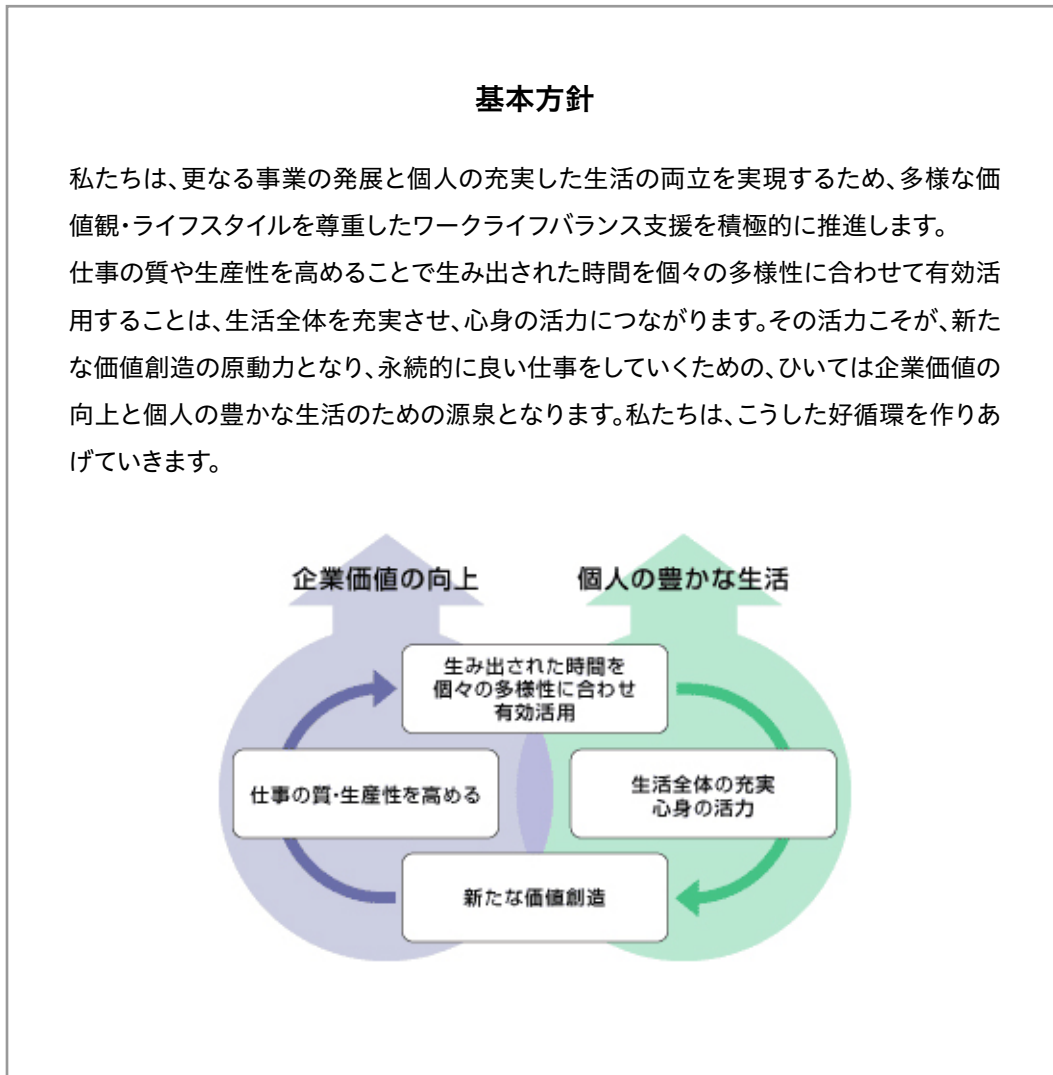 基本方針
私たちは、更なる事業の発展と個人の充実した生活の両立を実現するため、多様な価
値観・ライフスタイルを尊重したワークライフバランス支援を積極的に推進します。
仕事の質や生産性を高めることで生み出された時間を個々の多様性に合わせて有効活
用することは、生活全体を充実させ、心身の活力につながります。その活力こそが、新た
な価値創造の原動力となり、永続的に良い仕事をしていくための、ひいては企業価値の
向上と個人の豊かな生活のための源泉となります。私たちは、こうした好循環を作りあ
げていきます。
企業価値の向上
個人の豊かな生活
生み出された時間を
個々の多様性に合わせ
有効活用
仕事の質・生産性を高める
生活全体の充実
心身の活力
新たな価値創造